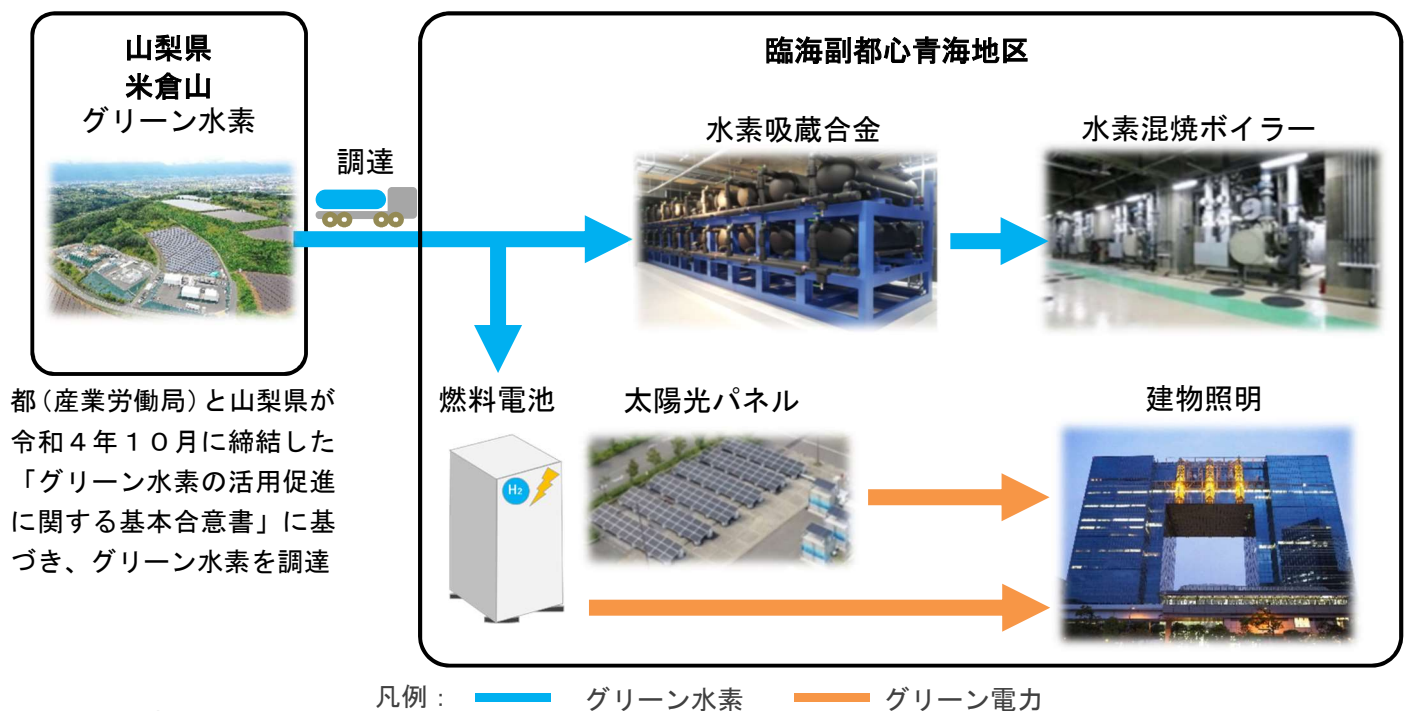 山梨県
米倉山
グリーン水素
調達
臨海副都心青海地区
水素吸蔵合金
水素混焼ボイラー
都(産業労働局)と山梨県が
令和4年10月に締結した
「グリーン水素の活用促進
に関する基本合意書」に基
づき、グリーン水素を調達
燃料電池
H2
太陽光パネル
建物照明
凡例: グリーン水素 グリーン電力